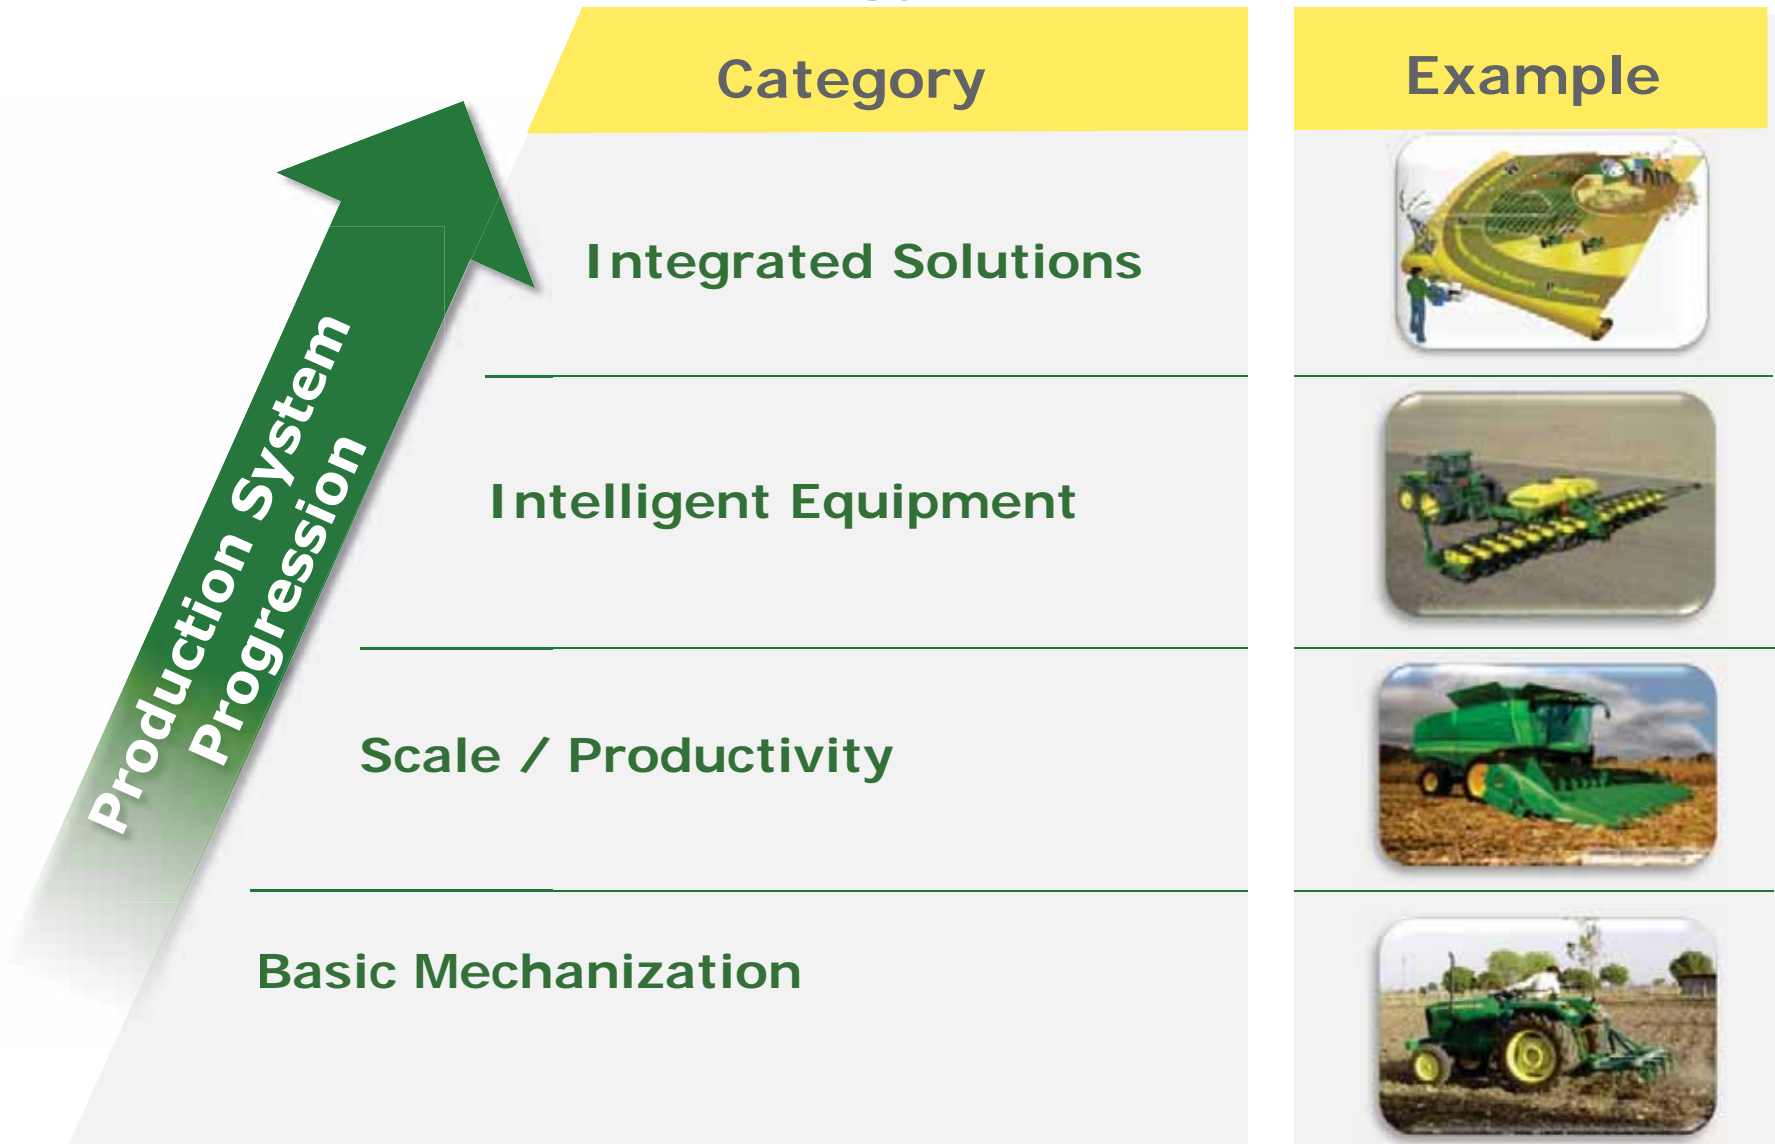 Category
Example
Integrated Solutions
Intelligent Equipment
Scale / Productivity
Basic Mechanization
Production System
Progression